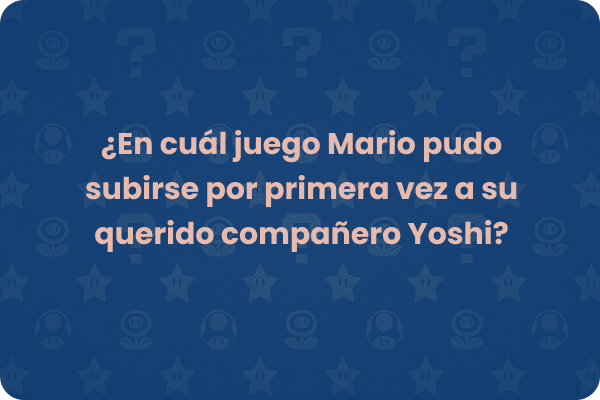 ¿En cuál juego Mario pudo
subirse por primera vez a su
querido compañero Yoshi?